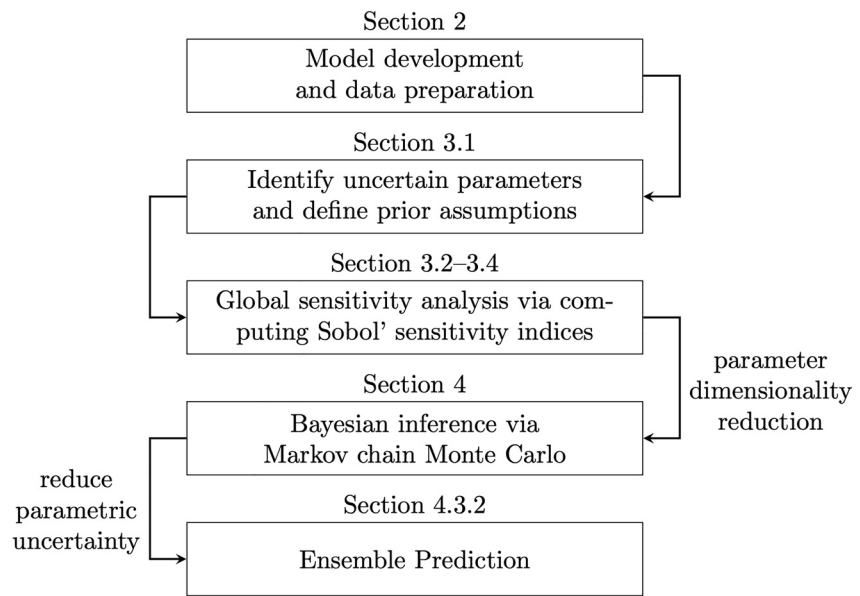 Section 2
Model development
and data preparation
Section 3.1
Identify uncertain parameters
and define prior assumptions
Section 3.2–3.4
Global sensitivity analysis via com-
puting Sobol’ sensitivity indices
parameter
dimensionality
reduction
Section 4
Bayesian inference via
Markov chain Monte Carlo
reduce
parametric
uncertainty
Section 4.3.2
Ensemble Prediction